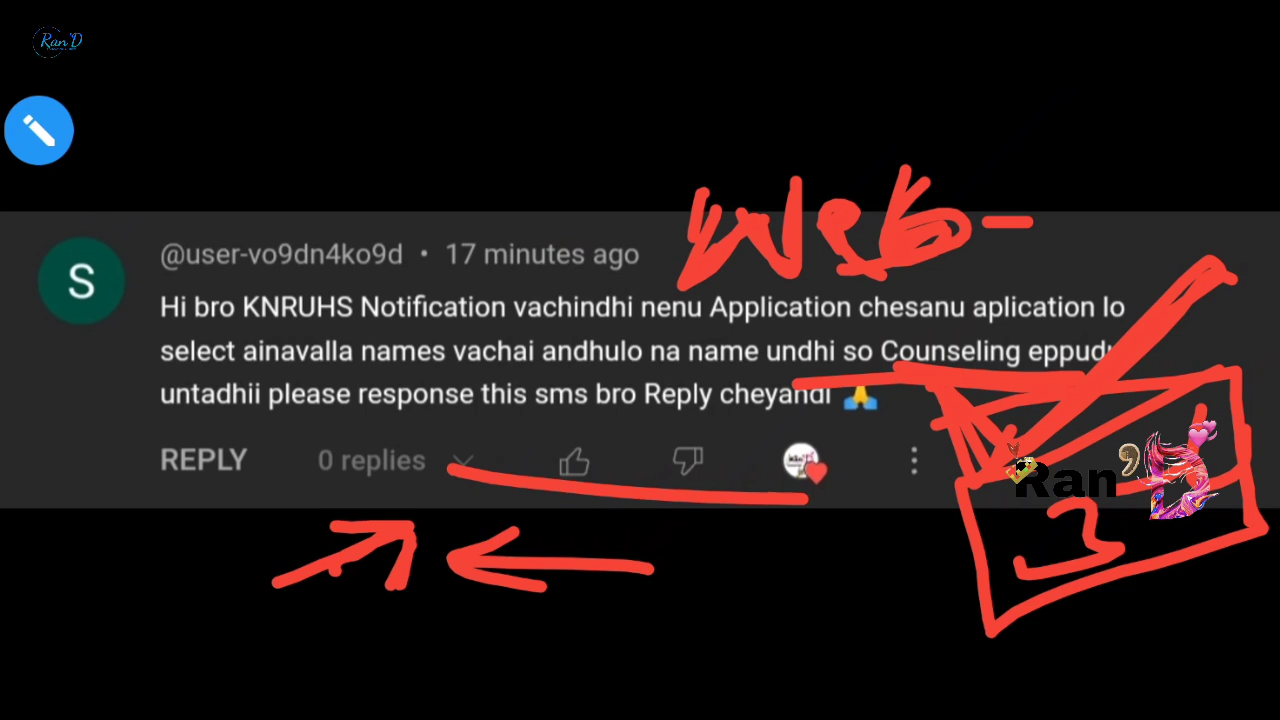 Ran'D
Web-
S
@user-vo9dn4ko9d • 17 minutes ago
Hi bro KNRUHS Notification vachindhi nenu Application chesanu aplication lo
select ainavalla names vachai andhulo na name undhi so Counseling eppudu
untadhii please response this sms bro Reply cheyandi 🙏
REPLY 0 replies
Ran'D
3